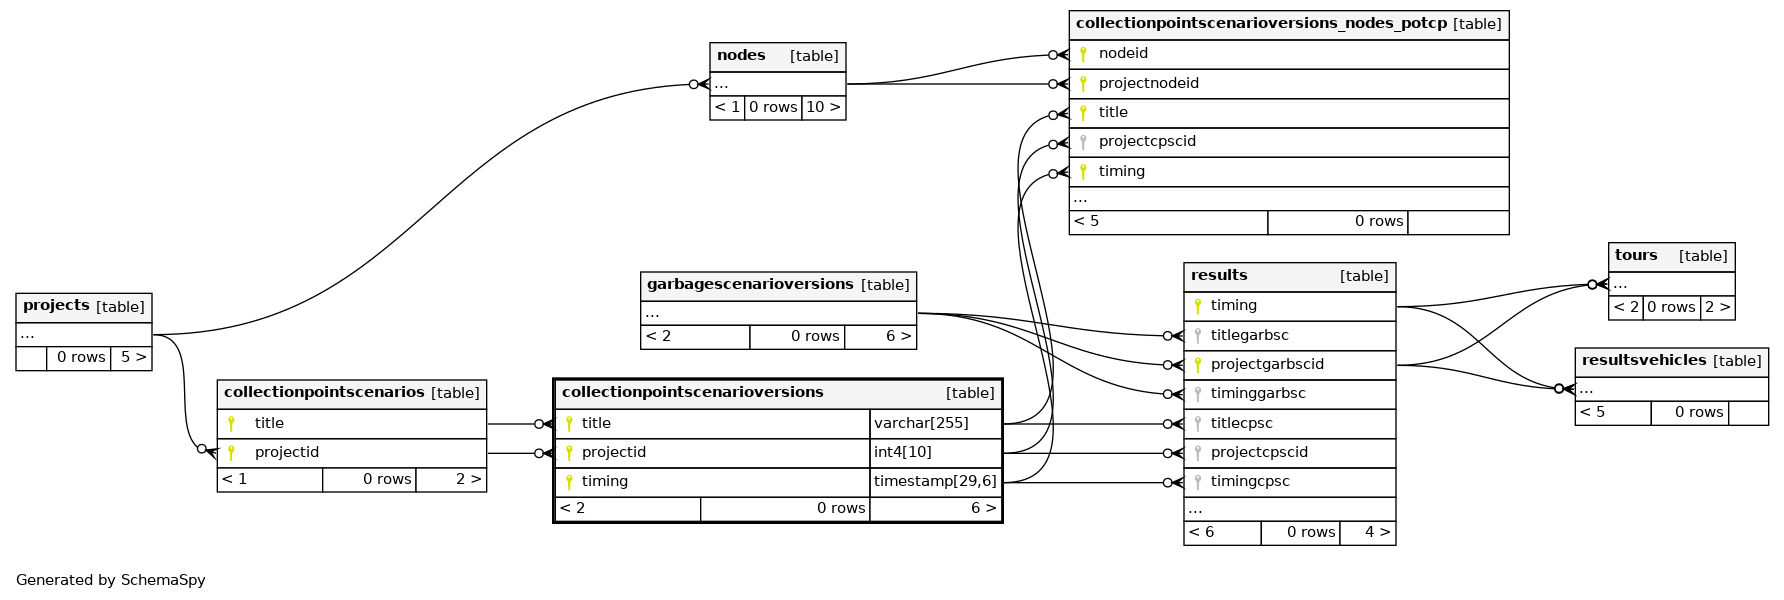 collectionpointscenarioversions_nodes_potcp [table]
nodeid
projectnodeid
title
projectcpscid
timing
...
< 5 0 rows
nodes [table]
...
< 1 0 rows 10 >
tours [table]
...
< 2 0 rows 2 >
results [table]
timing
titlegarbsc
projectgarbscid
timinggarbsc
titlecpsc
projectcpscid
timingcpsc
...
< 6 0 rows 4 >
garbagescenarioversions [table]
...
< 2 0 rows 6 >
projects [table]
...
0 rows 5 >
resultsvehicles [table]
...
< 5 0 rows
collectionpointscenarios [table]
title
projectid
< 1 0 rows 2 >
collectionpointscenarioversions [table]
title varchar[255]
projectid int4[10]
timing timestamp[29,6]
< 2 0 rows 6 >
Generated by SchemaSpy